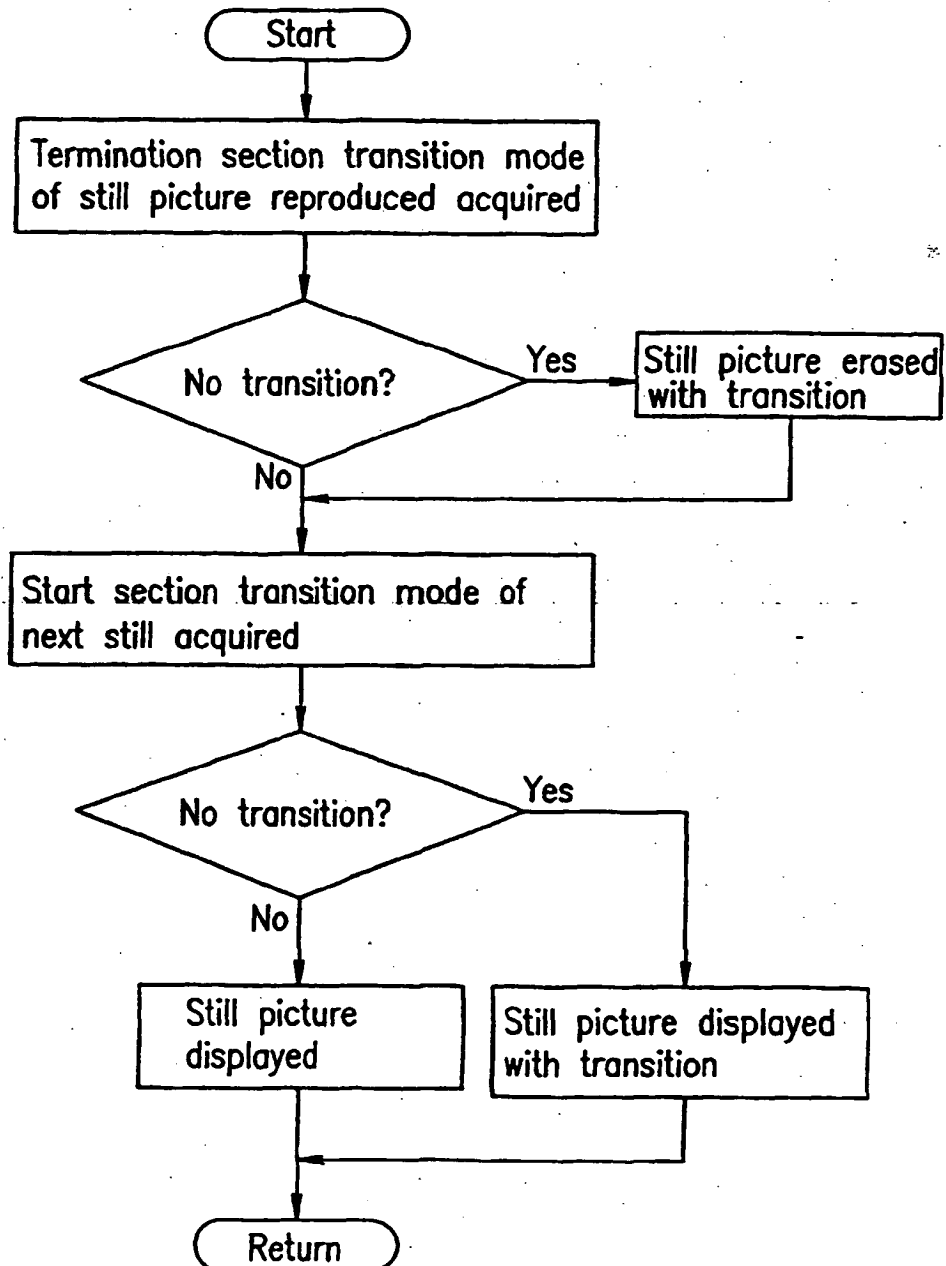 Start
Termination section transition mode
of still picture reproduced acquired
No transition?
Yes
Still picture erased
with transition
No
Start section transition mode of
next still acquired
No transition?
Yes
No
Still picture
displayed
Still picture displayed
with transition
Return